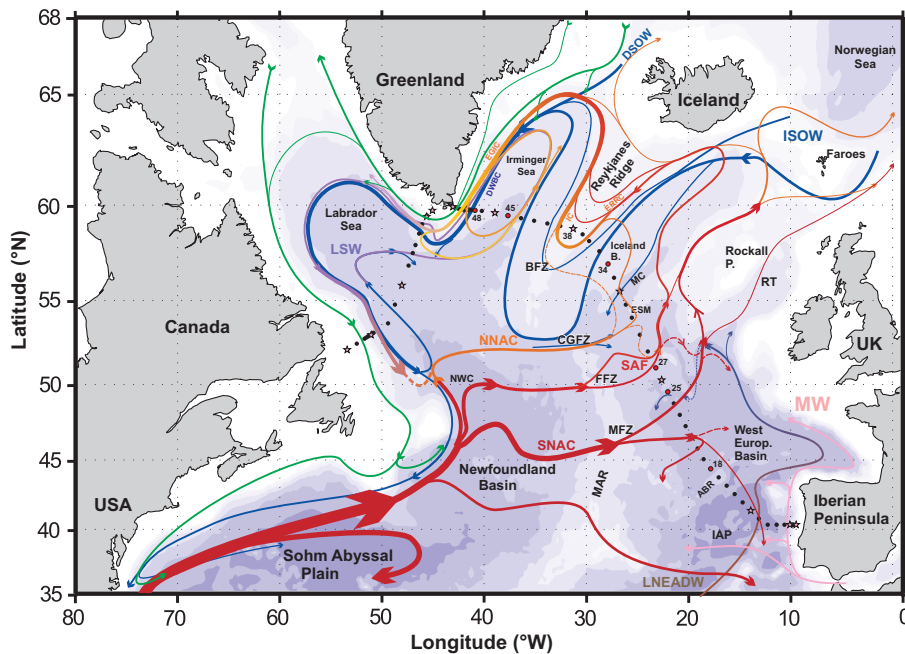 68
65
60
55
50
45
40
35
Latitude (°N)
80
70
60
50
40
30
20
10
0
Longitude (°W)
Greenland
Iceland
Norwegian
Sea
Faroes
DSOW
ISOW
EGIC
DWBC
Irminger
Sea
Reykjanes
Ridge
ERRC
IC
Labrador
Sea
LSW
48
45
38
34
Iceland
B.
BFZ
MC
ESM
CGFZ
Rockall
P.
RT
Canada
UK
NNAC
NWC
SAF
27
FFZ
25
MW
SNAC
MFZ
West
Europ.
Basin
18
ABR
Newfoundland
Basin
MAR
USA
Iberian
Peninsula
IAP
Sohm Abyssal
Plain
LNEADW